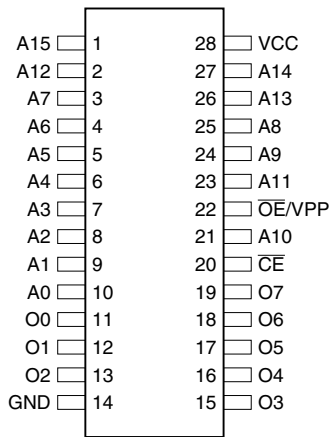 A15 1 28 VCC
A12 2 27 A14
A7 3 26 A13
A6 4 25 A8
A5 5 24 A9
A4 6 23 A11
A3 7 22 O̅E̅/VPP
A2 8 21 A10
A1 9 20 C̅E̅
A0 10 19 O7
O0 11 18 O6
O1 12 17 O5
O2 13 16 O4
GND 14 15 O3